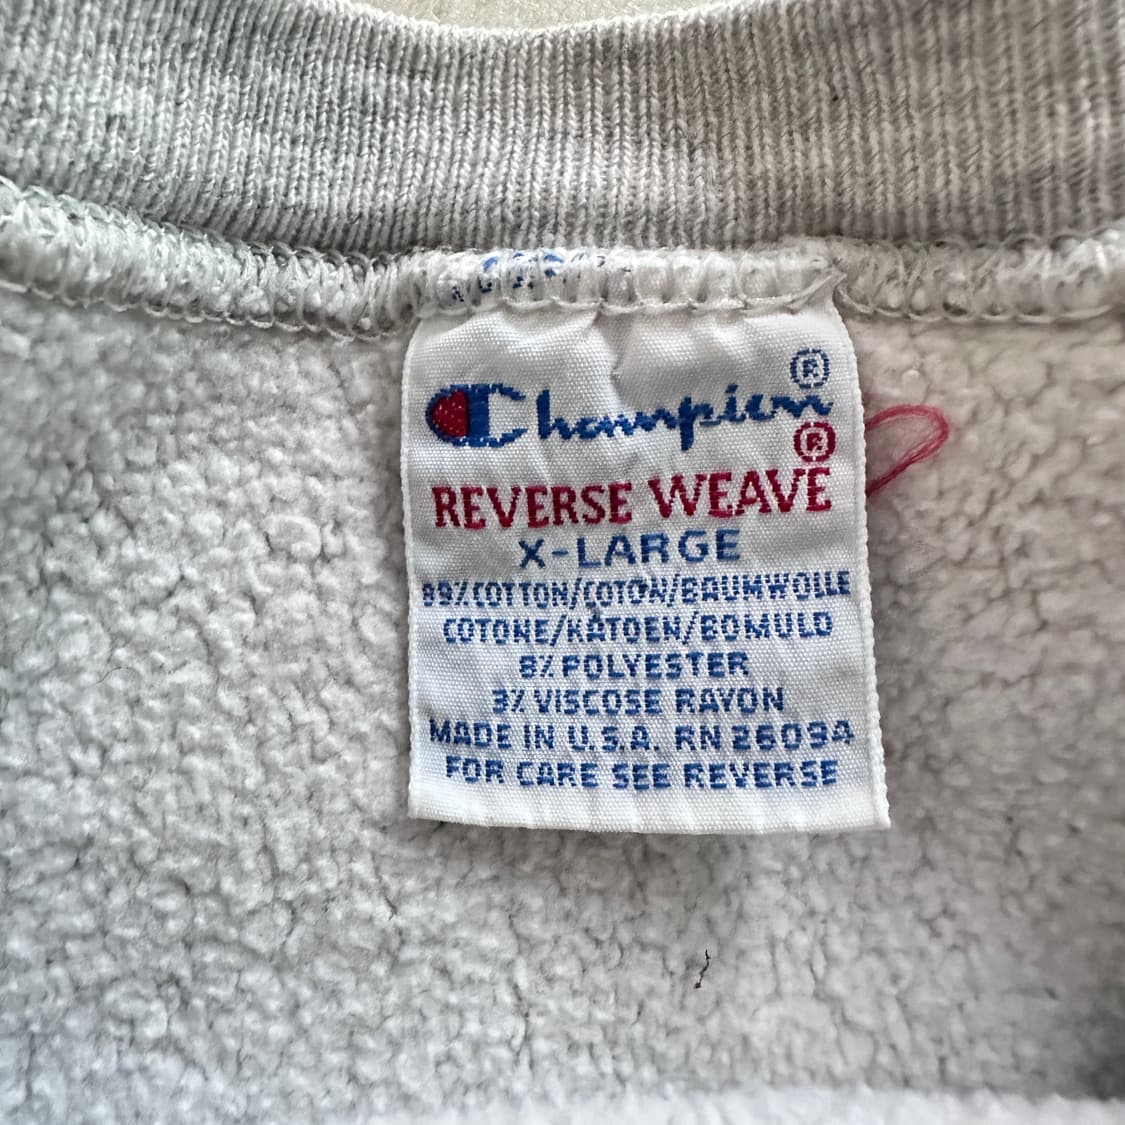 Champion ®
REVERSE WEAVE ®
X-LARGE
89% COTTON/COTON/BAUMWOLLE
COTONE/KATOEN/BOMULD
8% POLYESTER
3% VISCOSE RAYON
MADE IN U.S.A. RN 26094
FOR CARE SEE REVERSE